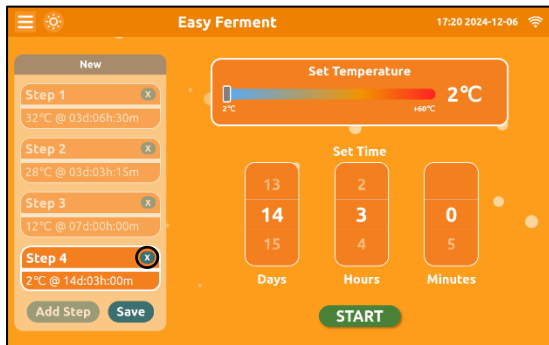 Easy Ferment
17:20 2024-12-06
New
Step 1
X
32°C @ 03d:06h:30m
Step 2
X
28°C @ 03d:03h:15m
Step 3
X
12°C @ 07d:00h:00m
Step 4
X
2°C @ 14d:03h:00m
Add Step
Save
Set Temperature
2°C
2°C
+60°C
Set Time
13
2
14
3
0
15
4
5
Days
Hours
Minutes
START